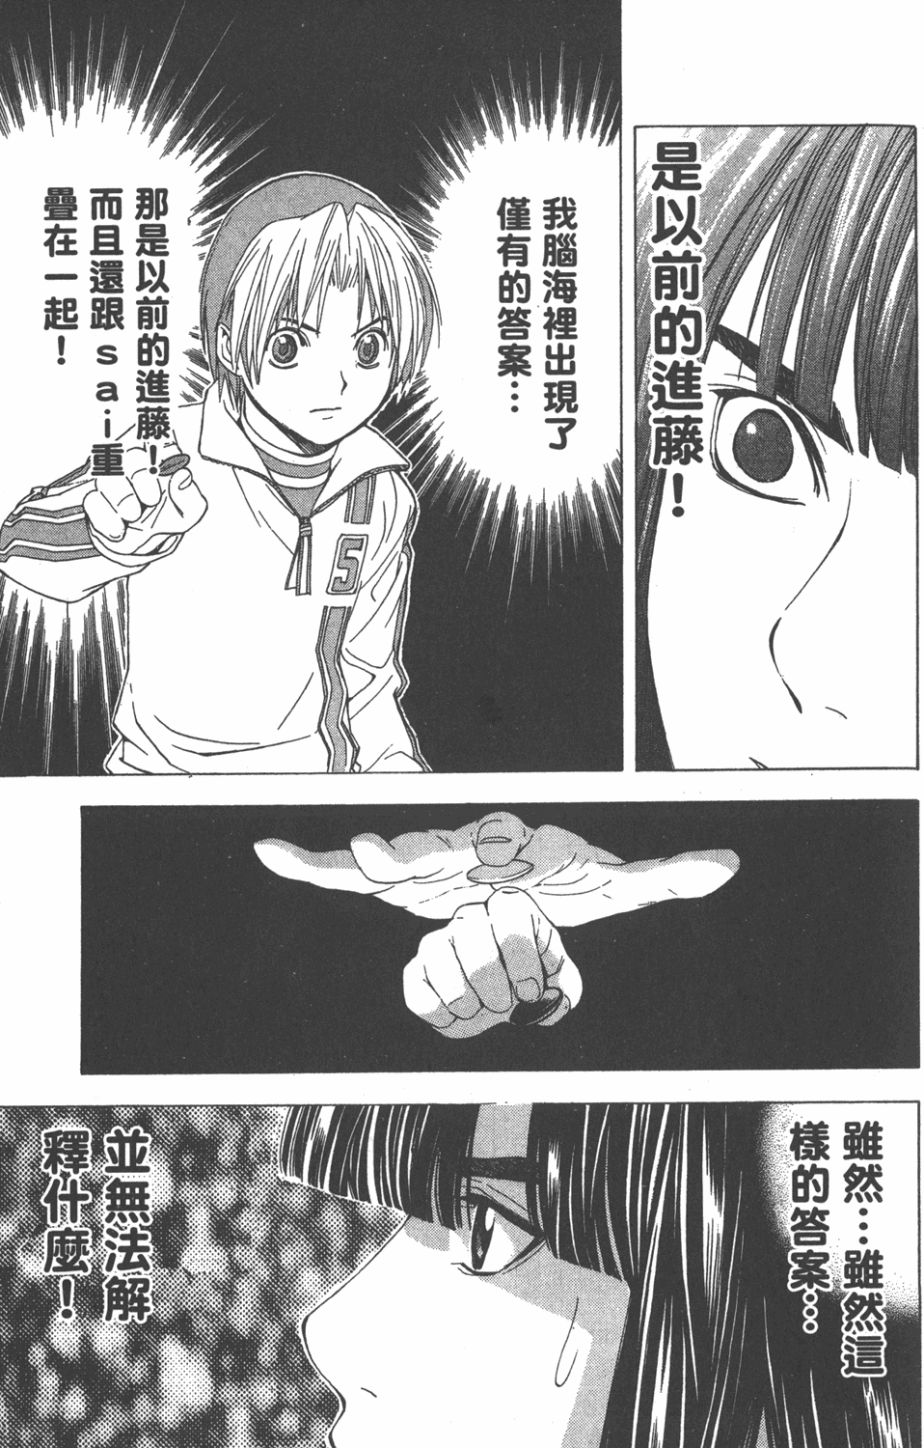 是以前的進藤！
我腦海裡出現了
僅有的答案…
那是以前的進藤！
而且還跟sai重
疊在一起！
5
雖然…雖然這
樣的答案…
並無法解
釋什麼！